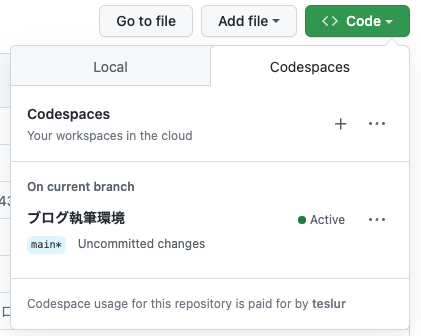 Go to file
Add file
<> Code
Local
Codespaces
Codespaces
Your workspaces in the cloud
On current branch
ブログ執筆環境
Active
main*
Uncommitted changes
Codespace usage for this repository is paid for by teslur